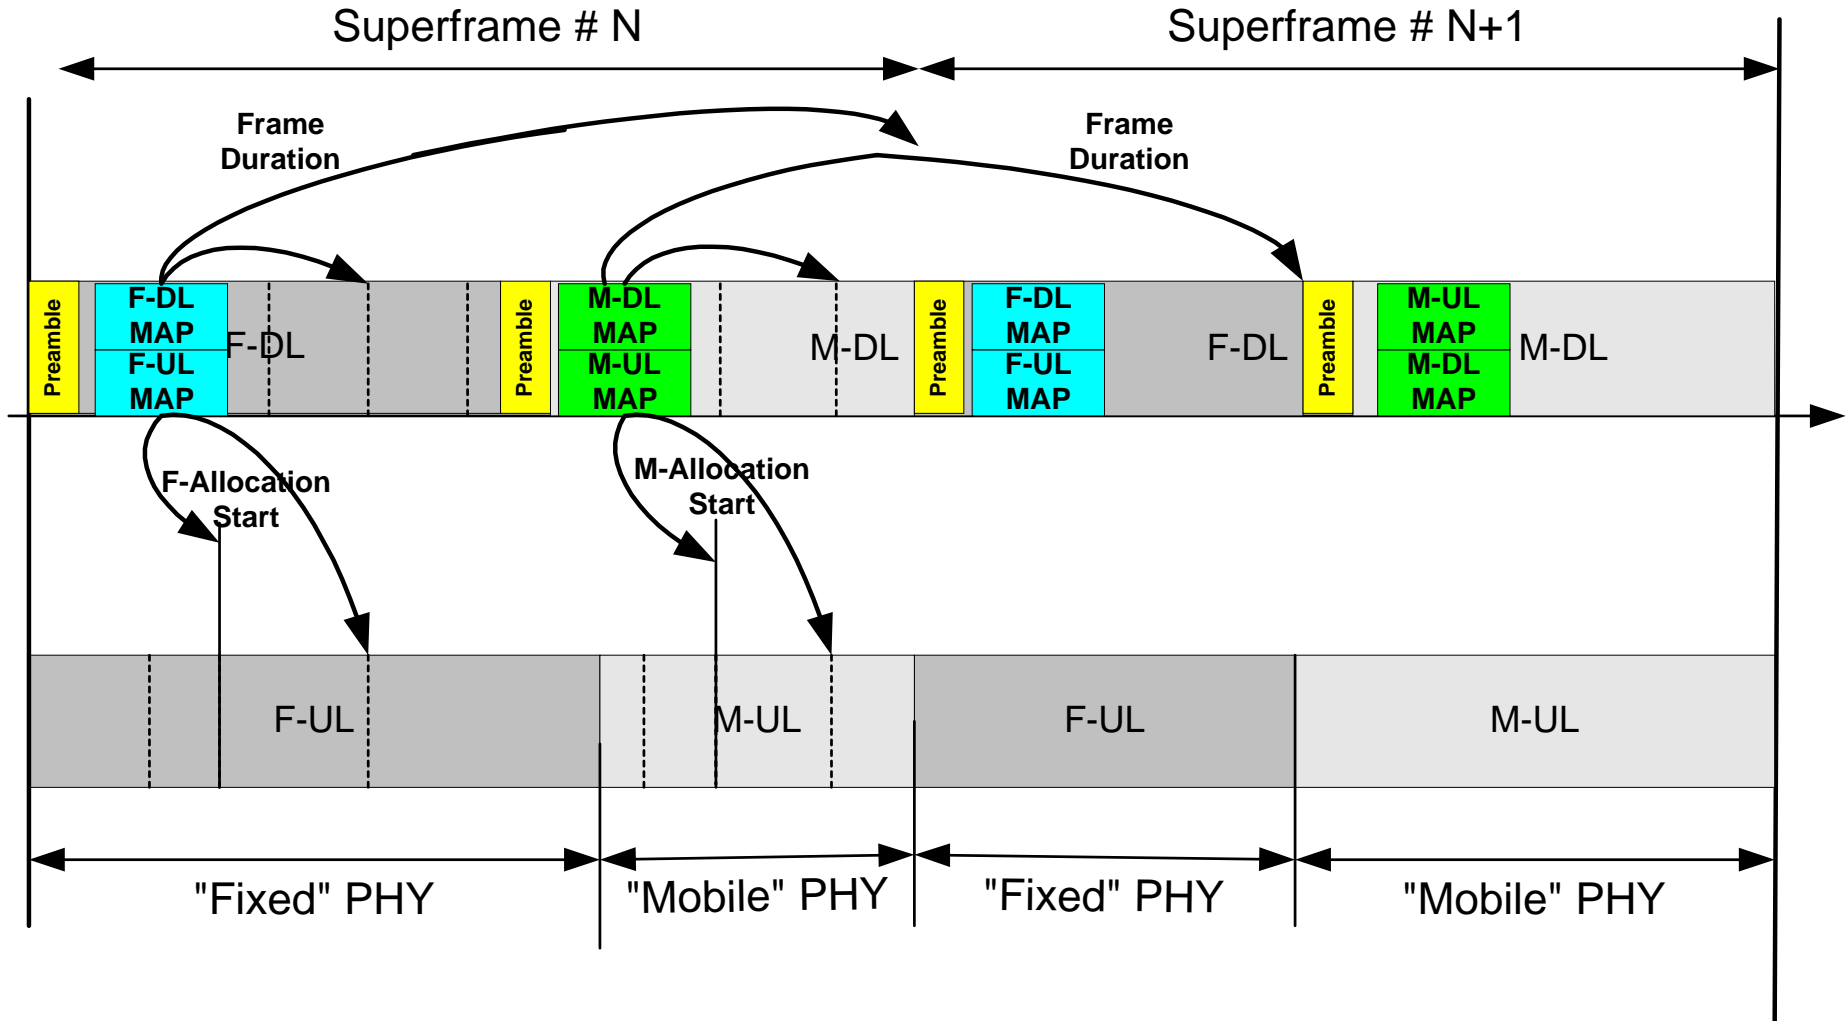 Superframe # N
Superframe # N+1
Frame
Duration
Frame
Duration
Preamble
F-DL
MAP
F-UL
MAP
F-DL
Preamble
M-DL
MAP
M-UL
MAP
M-DL
Preamble
F-DL
MAP
F-UL
MAP
F-DL
Preamble
M-UL
MAP
M-DL
MAP
M-DL
F-Allocation
Start
M-Allocation
Start
F-UL
M-UL
F-UL
M-UL
"Fixed" PHY
"Mobile" PHY
"Fixed" PHY
"Mobile" PHY